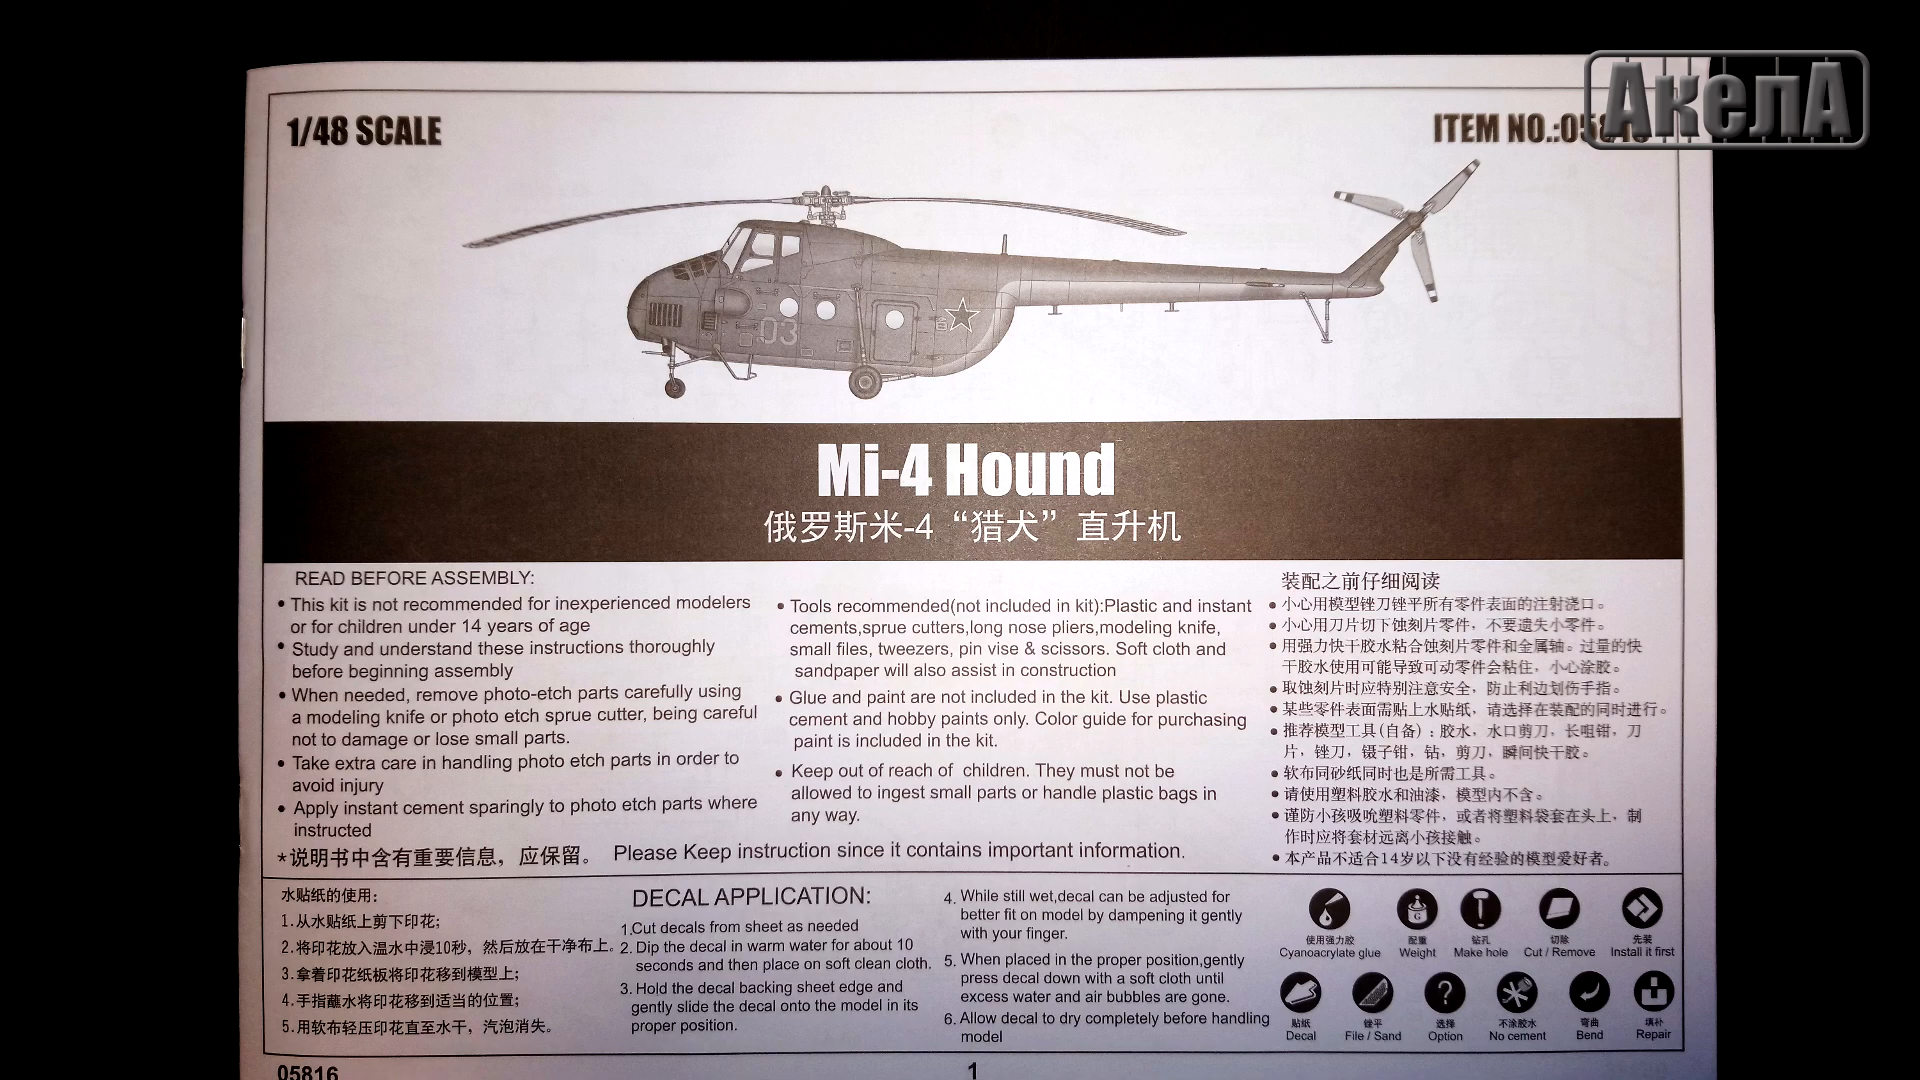 1/48 SCALE
ITEM NO.:05816
АкелА
03
Mi-4 Hound
俄罗斯米-4“猎犬”直升机
READ BEFORE ASSEMBLY:
• This kit is not recommended for inexperienced modelers
or for children under 14 years of age
• Study and understand these instructions thoroughly
before beginning assembly
• When needed, remove photo-etch parts carefully using
a modeling knife or photo etch sprue cutter, being careful
not to damage or lose small parts.
• Take extra care in handling photo etch parts in order to
avoid injury
• Apply instant cement sparingly to photo etch parts where
instructed
• Tools recommended(not included in kit):Plastic and instant
cements,sprue cutters,long nose pliers,modeling knife,
small files, tweezers, pin vise & scissors. Soft cloth and
sandpaper will also assist in construction
• Glue and paint are not included in the kit. Use plastic
cement and hobby paints only. Color guide for purchasing
paint is included in the kit.
• Keep out of reach of children. They must not be
allowed to ingest small parts or handle plastic bags in
any way.
装配之前仔细阅读
• 小心用模型锉刀锉平所有零件表面的注射浇口。
• 小心用刀片切下蚀刻片零件，不要遗失小零件。
• 用强力快干胶水粘合蚀刻片零件和金属轴。过量的快
干胶水使用可能导致可动零件会粘住，小心涂胶。
• 取蚀刻片时应特别注意安全，防止利边划伤手指。
• 某些零件表面需贴上水贴纸，请选择在装配的同时进行。
• 推荐模型工具(自备)：胶水，水口剪刀，长咀钳，刀
片，锉刀，镊子钳，钻，剪刀，瞬间快干胶。
• 软布同砂纸同时也是所需工具。
• 请使用塑料胶水和油漆，模型内不含。
• 谨防小孩吸吮塑料零件，或者将塑料袋套在头上，制
作时应将套材远离小孩接触。
• 本产品不适合14岁以下没有经验的模型爱好者。
*说明书中含有重要信息，应保留。 Please Keep instruction since it contains important information.
水贴纸的使用:
1.从水贴纸上剪下印花;
2.将印花放入温水中浸10秒，然后放在干净布上。
3.拿着印花纸板将印花移到模型上;
4.手指蘸水将印花移到适当的位置;
5.用软布轻压印花直至水干，汽泡消失。
DECAL APPLICATION:
1.Cut decals from sheet as needed
2. Dip the decal in warm water for about 10
seconds and then place on soft clean cloth.
3. Hold the decal backing sheet edge and
gently slide the decal onto the model in its
proper position.
4. While still wet,decal can be adjusted for
better fit on model by dampening it gently
with your finger.
5. When placed in the proper position,gently
press decal down with a soft cloth until
excess water and air bubbles are gone.
6. Allow decal to dry completely before handling
model
G
使用强力胶 配重 钻孔 切除 先装
Cyanoacrylate glue Weight Make hole Cut / Remove Install it first
?
贴纸 锉平 选择 不涂胶水 弯曲 填补
Decal File / Sand Option No cement Bend Repair
05816
1